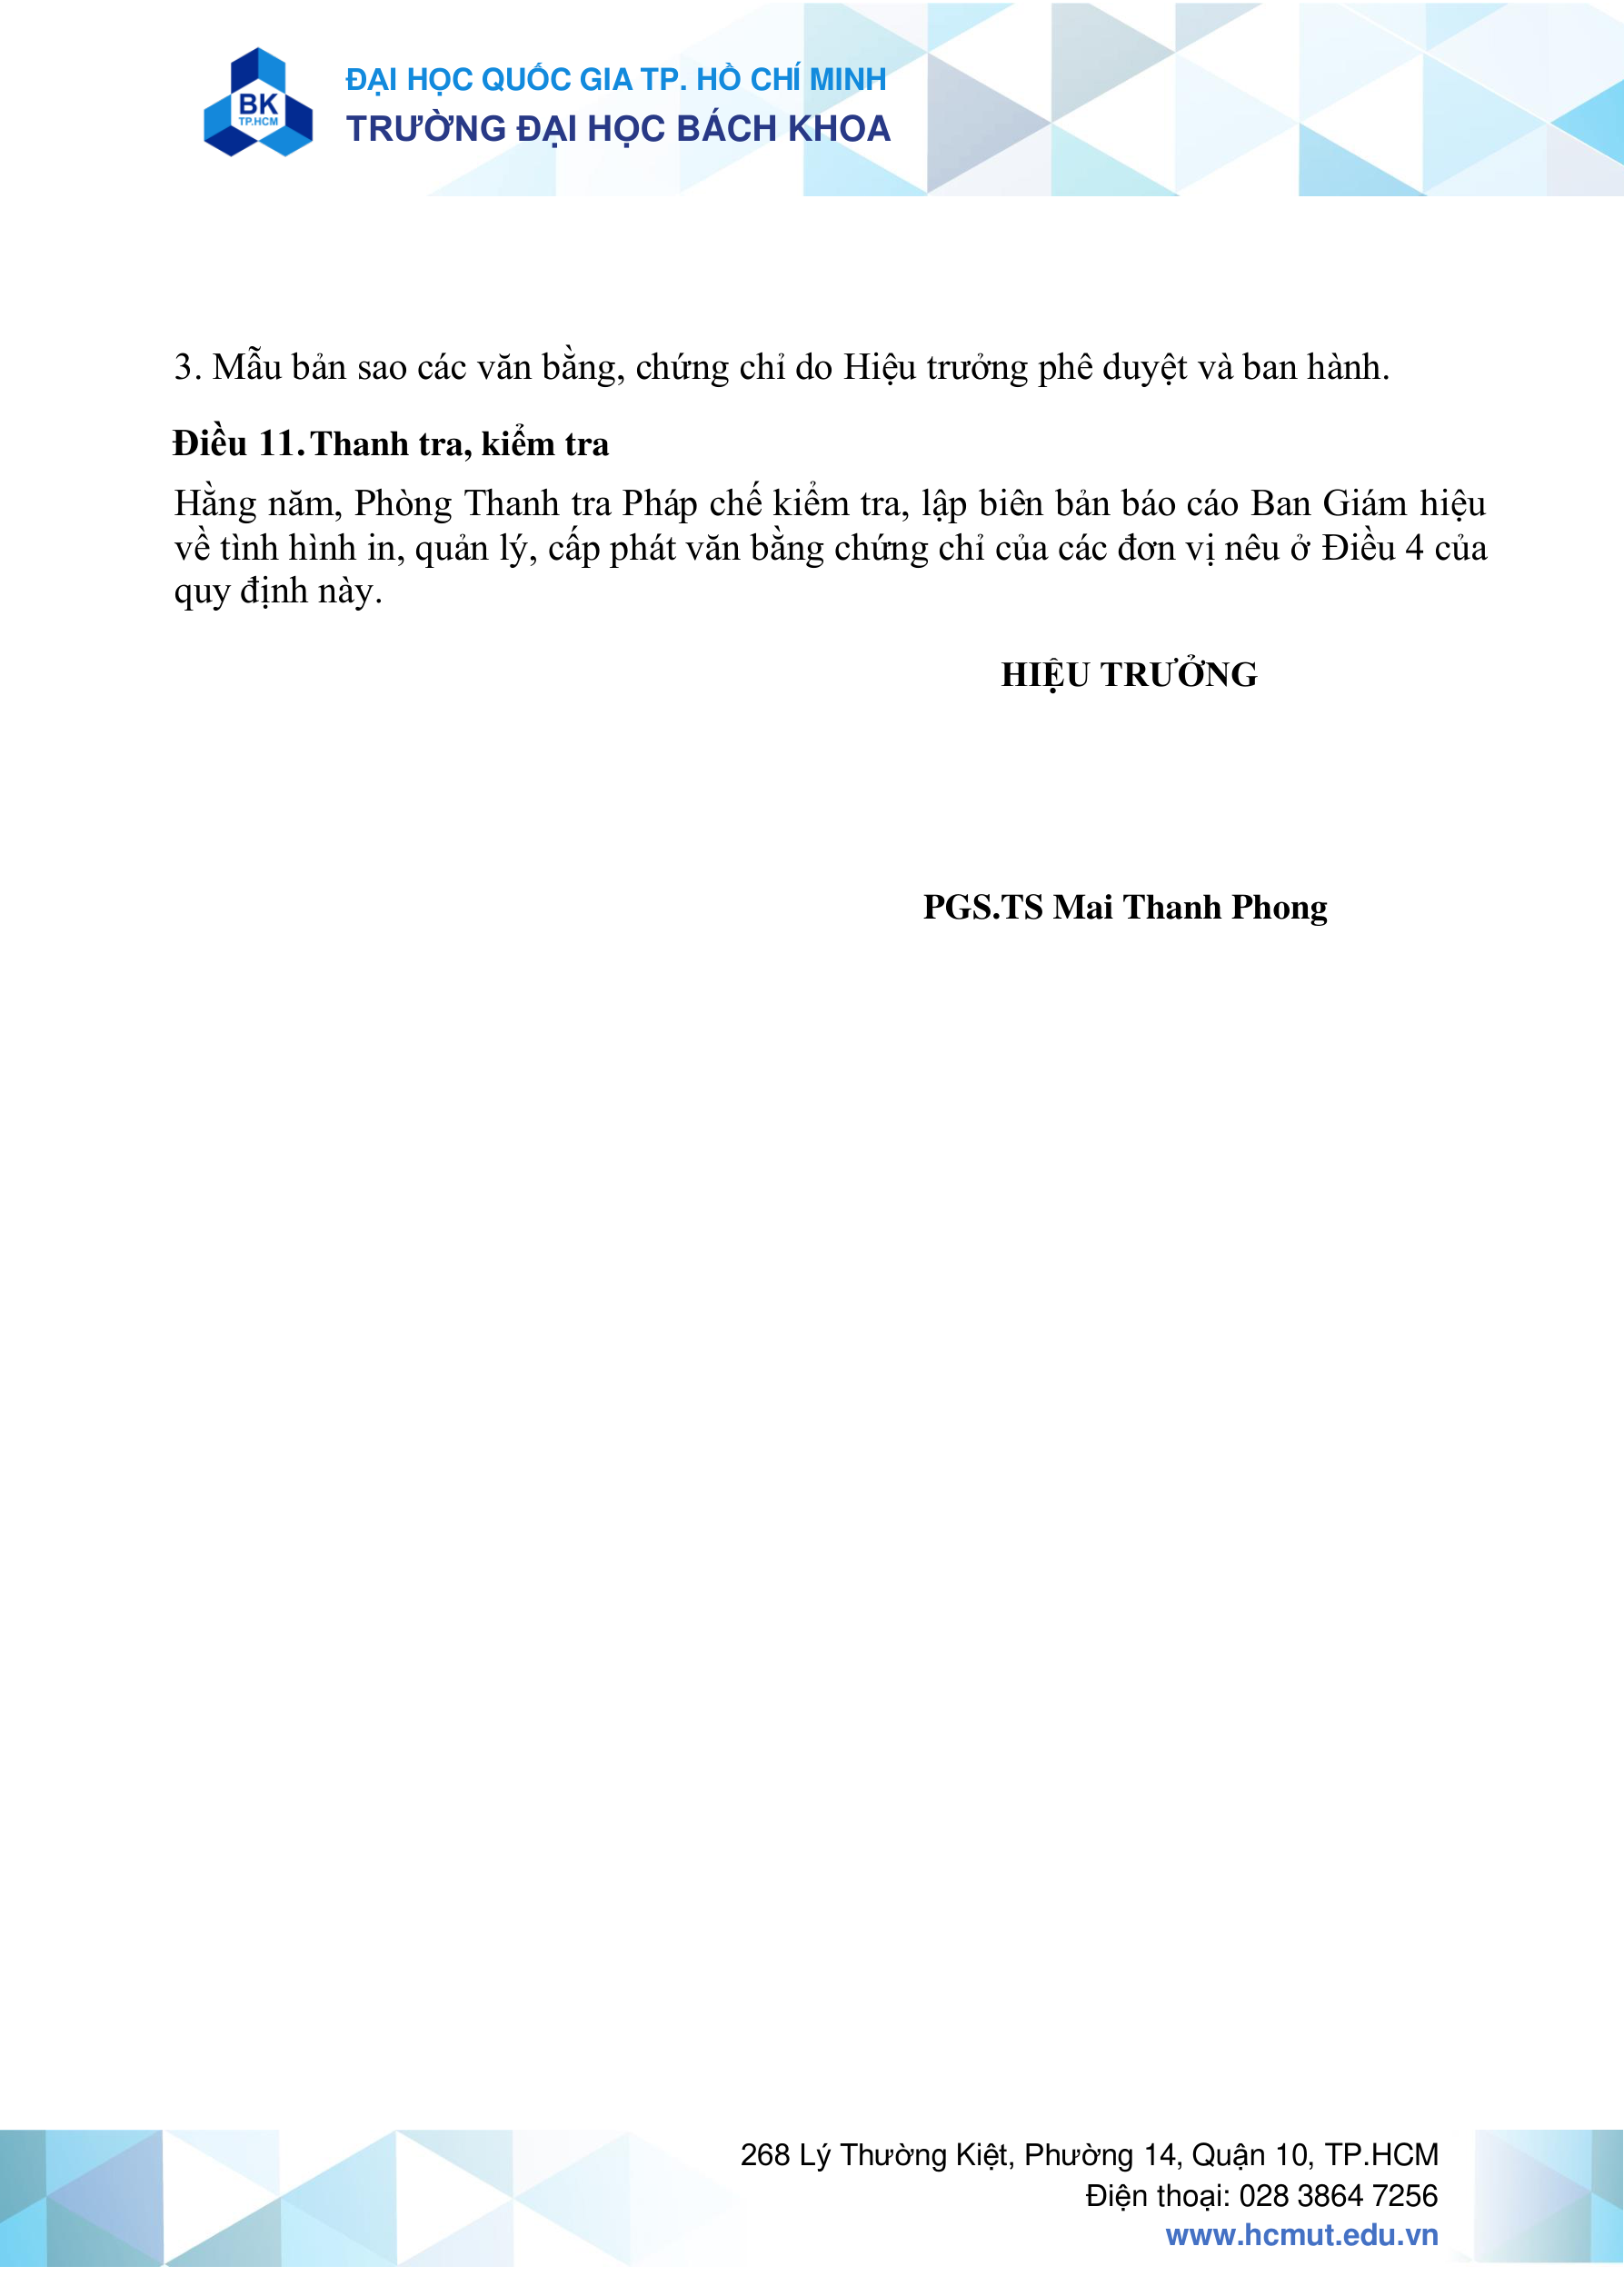 BK
TP.HCM
ĐẠI HỌC QUỐC GIA TP. HỒ CHÍ MINH
TRƯỜNG ĐẠI HỌC BÁCH KHOA
3. Mẫu bản sao các văn bằng, chứng chỉ do Hiệu trưởng phê duyệt và ban hành.
Điều 11. Thanh tra, kiểm tra
Hằng năm, Phòng Thanh tra Pháp chế kiểm tra, lập biên bản báo cáo Ban Giám hiệu
về tình hình in, quản lý, cấp phát văn bằng chứng chỉ của các đơn vị nêu ở Điều 4 của
quy định này.
HIỆU TRƯỞNG
PGS.TS Mai Thanh Phong
268 Lý Thường Kiệt, Phường 14, Quận 10, TP.HCM
Điện thoại: 028 3864 7256
www.hcmut.edu.vn